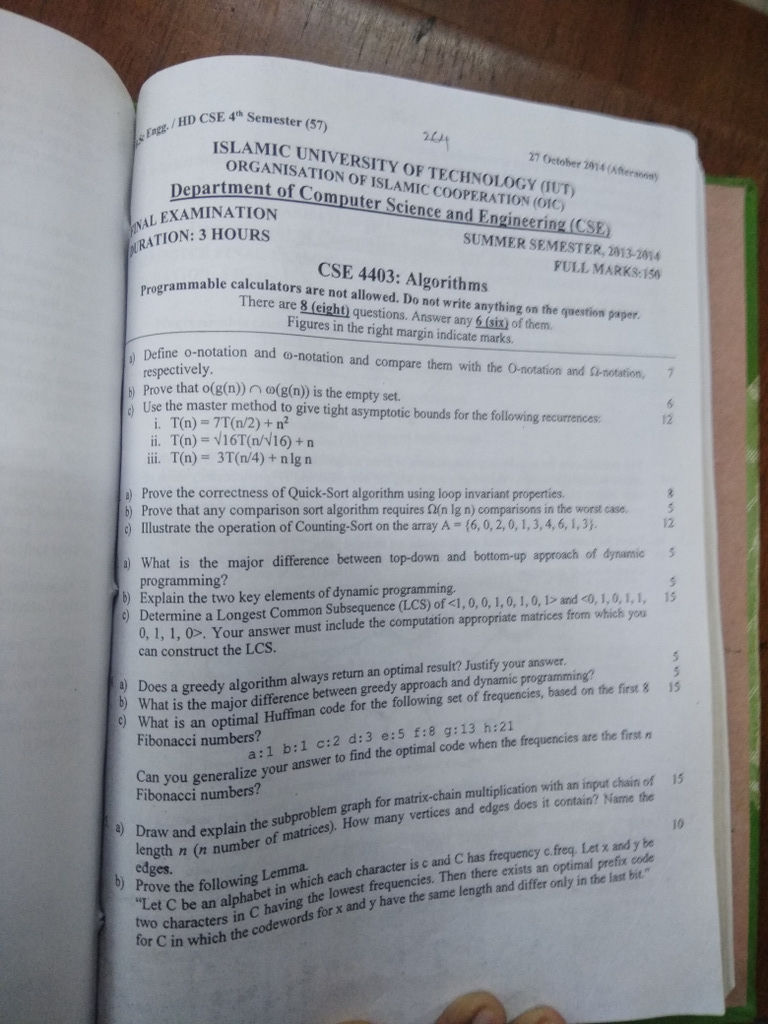 Engg. / HD CSE 4th Semester (57)
264
27 October 2014 (Afternoon)
ISLAMIC UNIVERSITY OF TECHNOLOGY (IUT)
ORGANISATION OF ISLAMIC COOPERATION (OIC)
Department of Computer Science and Engineering (CSE)
NAL EXAMINATION
SUMMER SEMESTER, 2013-2014
DURATION: 3 HOURS
FULL MARKS:150
CSE 4403: Algorithms
Programmable calculators are not allowed. Do not write anything on the question paper.
There are 8 (eight) questions. Answer any 6 (six) of them.
Figures in the right margin indicate marks.
a) Define o-notation and ω-notation and compare them with the O-notation and Ω-notation, 7
respectively.
b) Prove that o(g(n)) ∩ ω(g(n)) is the empty set. 6
c) Use the master method to give tight asymptotic bounds for the following recurrences: 12
i. T(n) = 7T(n/2) + n²
ii. T(n) = √16T(n/√16) + n
iii. T(n) = 3T(n/4) + n lg n
a) Prove the correctness of Quick-Sort algorithm using loop invariant properties. 8
b) Prove that any comparison sort algorithm requires Ω(n lg n) comparisons in the worst case. 5
c) Illustrate the operation of Counting-Sort on the array A = {6, 0, 2, 0, 1, 3, 4, 6, 1, 3}. 12
a) What is the major difference between top-down and bottom-up approach of dynamic 5
programming?
b) Explain the two key elements of dynamic programming. 5
c) Determine a Longest Common Subsequence (LCS) of <1, 0, 0, 1, 0, 1, 0, 1> and <0, 1, 0, 1, 1, 15
0, 1, 1, 0>. Your answer must include the computation appropriate matrices from which you
can construct the LCS.
a) Does a greedy algorithm always return an optimal result? Justify your answer. 5
b) What is the major difference between greedy approach and dynamic programming? 5
c) What is an optimal Huffman code for the following set of frequencies, based on the first 8 15
Fibonacci numbers?
a:1 b:1 c:2 d:3 e:5 f:8 g:13 h:21
Can you generalize your answer to find the optimal code when the frequencies are the first n
Fibonacci numbers?
a) Draw and explain the subproblem graph for matrix-chain multiplication with an input chain of 15
length n (n number of matrices). How many vertices and edges does it contain? Name the
edges.
b) Prove the following Lemma. 10
"Let C be an alphabet in which each character is c and C has frequency c.freq. Let x and y be
two characters in C having the lowest frequencies. Then there exists an optimal prefix code
for C in which the codewords for x and y have the same length and differ only in the last bit."